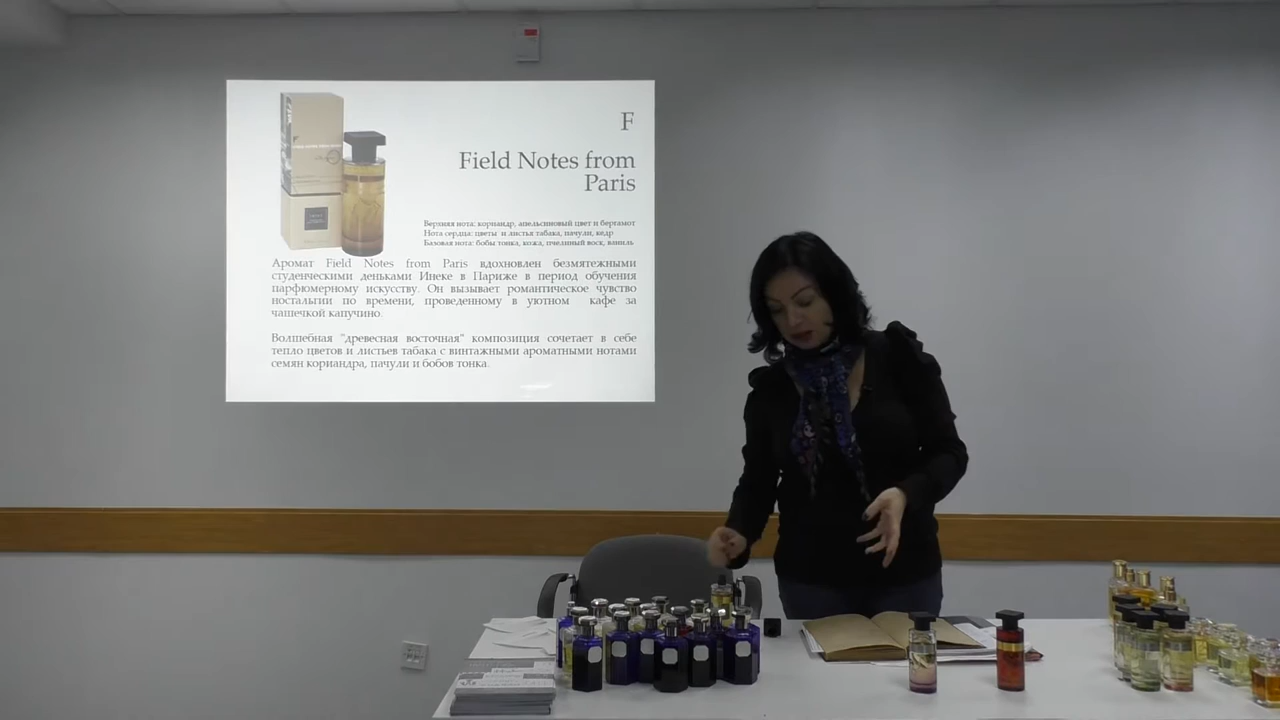 F
Field Notes from
Paris
Верхняя нота: кориандр, апельсиновый цвет и бергамот
Нота сердца: цветы и листья табака, пачули, кедр
Базовая нота: бобы тонка, кожа, пчелиный воск, ваниль
Аромат Field Notes from Paris вдохновлен безмятежными
студенческими деньками Инеке в Париже в период обучения
парфюмерному искусству. Он вызывает романтическое чувство
ностальгии по времени, проведенному в уютном кафе за
чашечкой капучино.
Волшебная "древесная восточная" композиция сочетает в себе
тепло цветов и листьев табака с винтажными ароматными нотами
семян кориандра, пачули и бобов тонка.